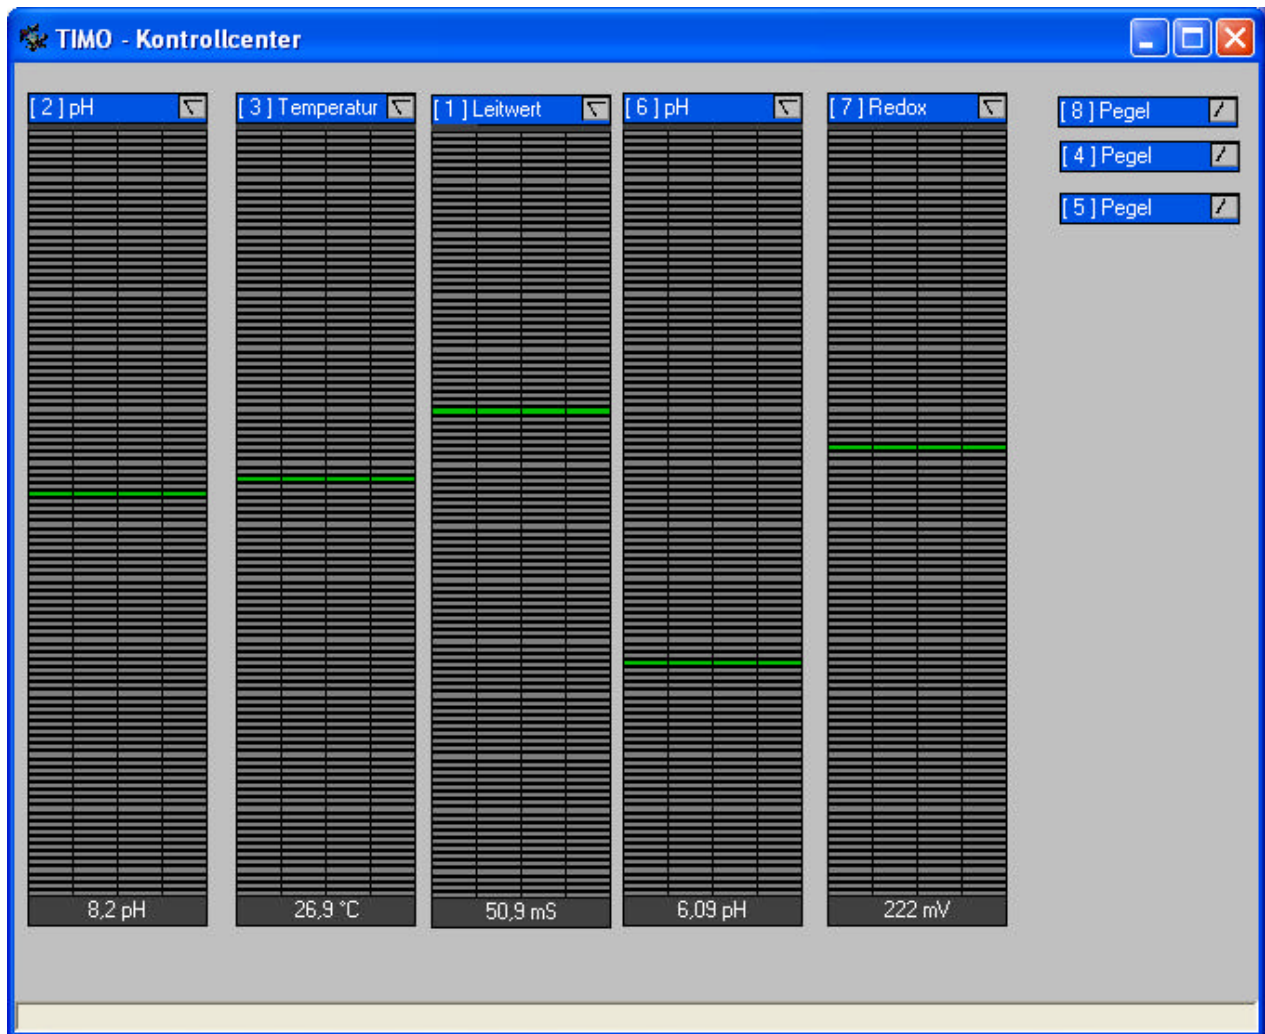 TIMO - Kontrollcenter
[ 2 ] pH
[ 3 ] Temperatur
[ 1 ] Leitwert
[ 6 ] pH
[ 7 ] Redox
[ 8 ] Pegel
[ 4 ] Pegel
[ 5 ] Pegel
8,2 pH
26,9 °C
50,9 mS
6,09 pH
222 mV